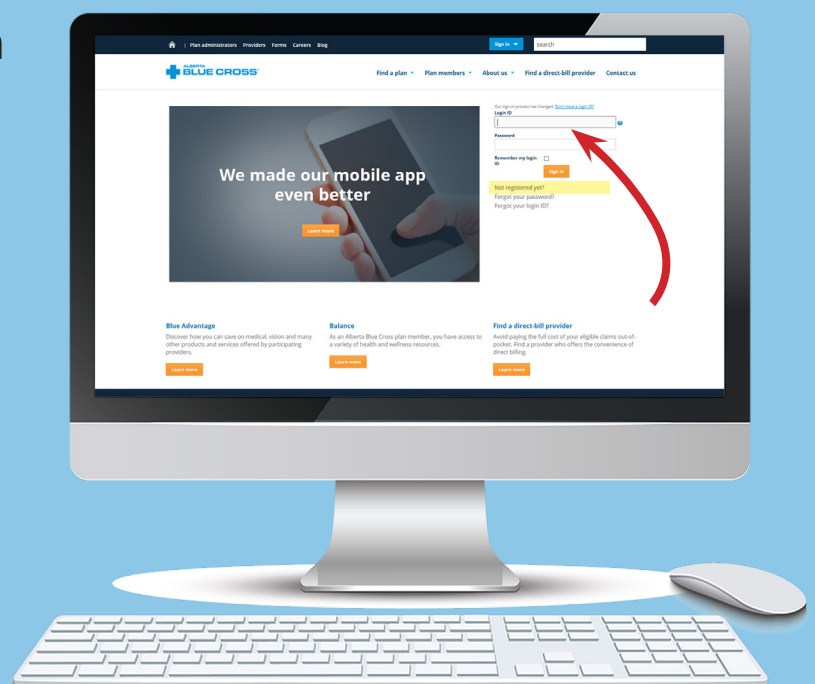 | Plan administrators Providers Forms Careers Blog
Sign in
search
ALBERTA
BLUE CROSS®
Find a plan Plan members About us Find a direct-bill provider Contact us
Our sign-in process has changed. Don't have a login ID?
Login ID
Password
Remember my login
ID
Sign in
Not registered yet?
Forgot your password?
Forgot your login ID?
We made our mobile app
even better
Learn more
Blue Advantage
Discover how you can save on medical, vision and many
other products and services offered by participating
providers.
Learn more
Balance
As an Alberta Blue Cross plan member, you have access to
a variety of health and wellness resources.
Learn more
Find a direct-bill provider
Avoid paying the full cost of your eligible claims out-of-
pocket. Find a provider who offers the convenience of
direct billing.
Learn more